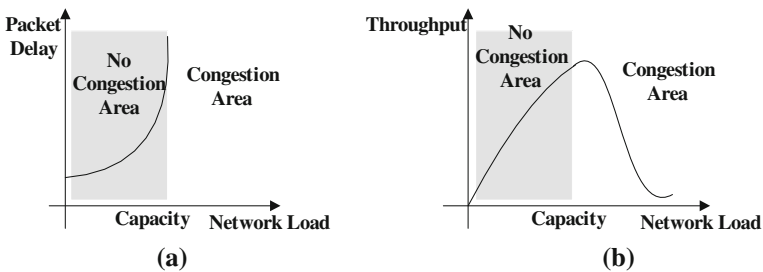 Packet
Delay
No
Congestion
Area
Congestion
Area
Capacity
Network Load
(a)
Throughput
No
Congestion
Area
Congestion
Area
Capacity
Network Load
(b)